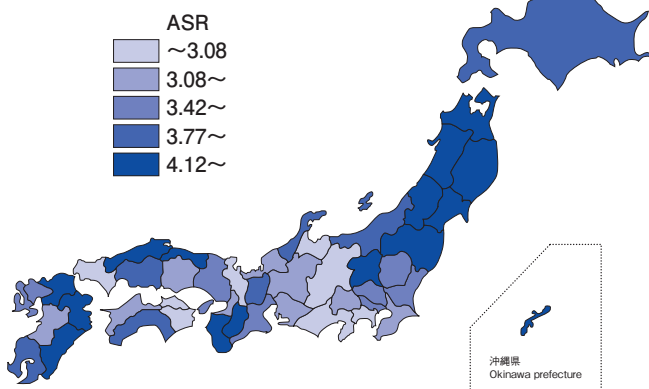 ASR
〜3.08
3.08〜
3.42〜
3.77〜
4.12〜
沖縄県
Okinawa prefecture